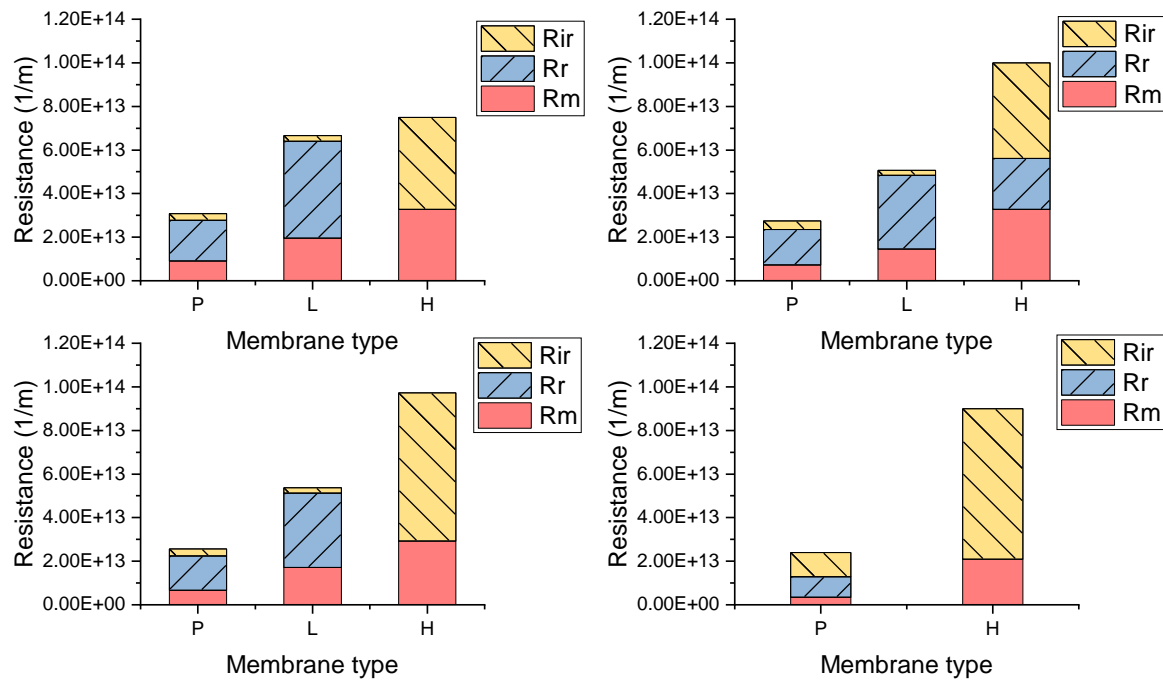 Resistance (1/m)
1.20E+14
1.00E+14
8.00E+13
6.00E+13
4.00E+13
2.00E+13
0.00E+00
P L H
Membrane type
Rir
Rr
Rm
Resistance (1/m)
1.20E+14
1.00E+14
8.00E+13
6.00E+13
4.00E+13
2.00E+13
0.00E+00
P L H
Membrane type
Rir
Rr
Rm
Resistance (1/m)
1.20E+14
1.00E+14
8.00E+13
6.00E+13
4.00E+13
2.00E+13
0.00E+00
P L H
Membrane type
Rir
Rr
Rm
Resistance (1/m)
1.20E+14
1.00E+14
8.00E+13
6.00E+13
4.00E+13
2.00E+13
0.00E+00
P H
Membrane type
Rir
Rr
Rm